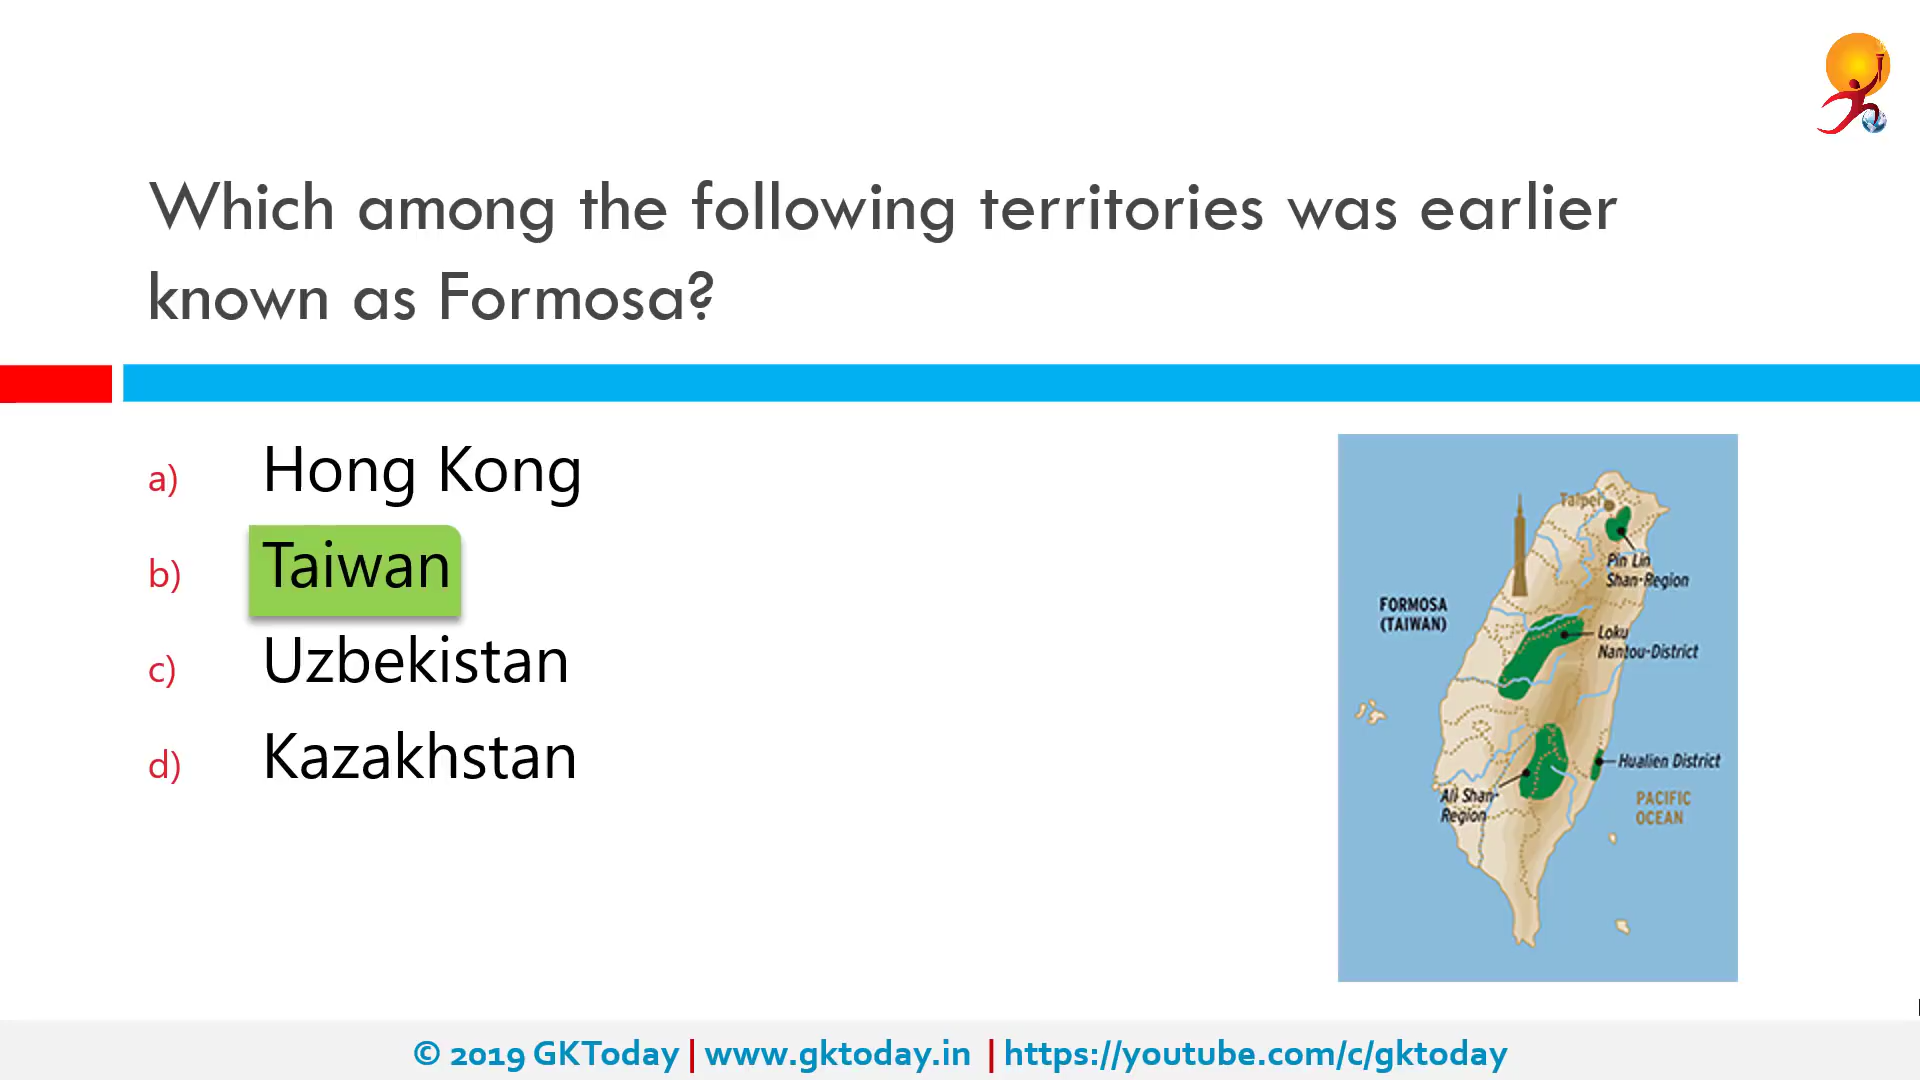 Which among the following territories was earlier
known as Formosa?
a) Hong Kong
b) Taiwan
c) Uzbekistan
d) Kazakhstan
Taipei
Pin Lin
Shan-Region
FORMOSA
(TAIWAN)
Loku
Nantou-District
Hualien District
Ali Shan-
Region
PACIFIC
OCEAN
© 2019 GKToday | www.gktoday.in | https://youtube.com/c/gktoday